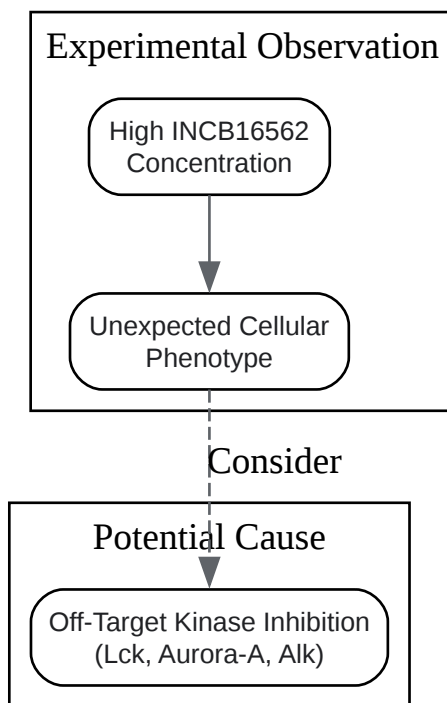 Experimental Observation
High INCB16562
Concentration
Unexpected Cellular
Phenotype
Consider
Potential Cause
Off-Target Kinase Inhibition
(Lck, Aurora-A, Alk)